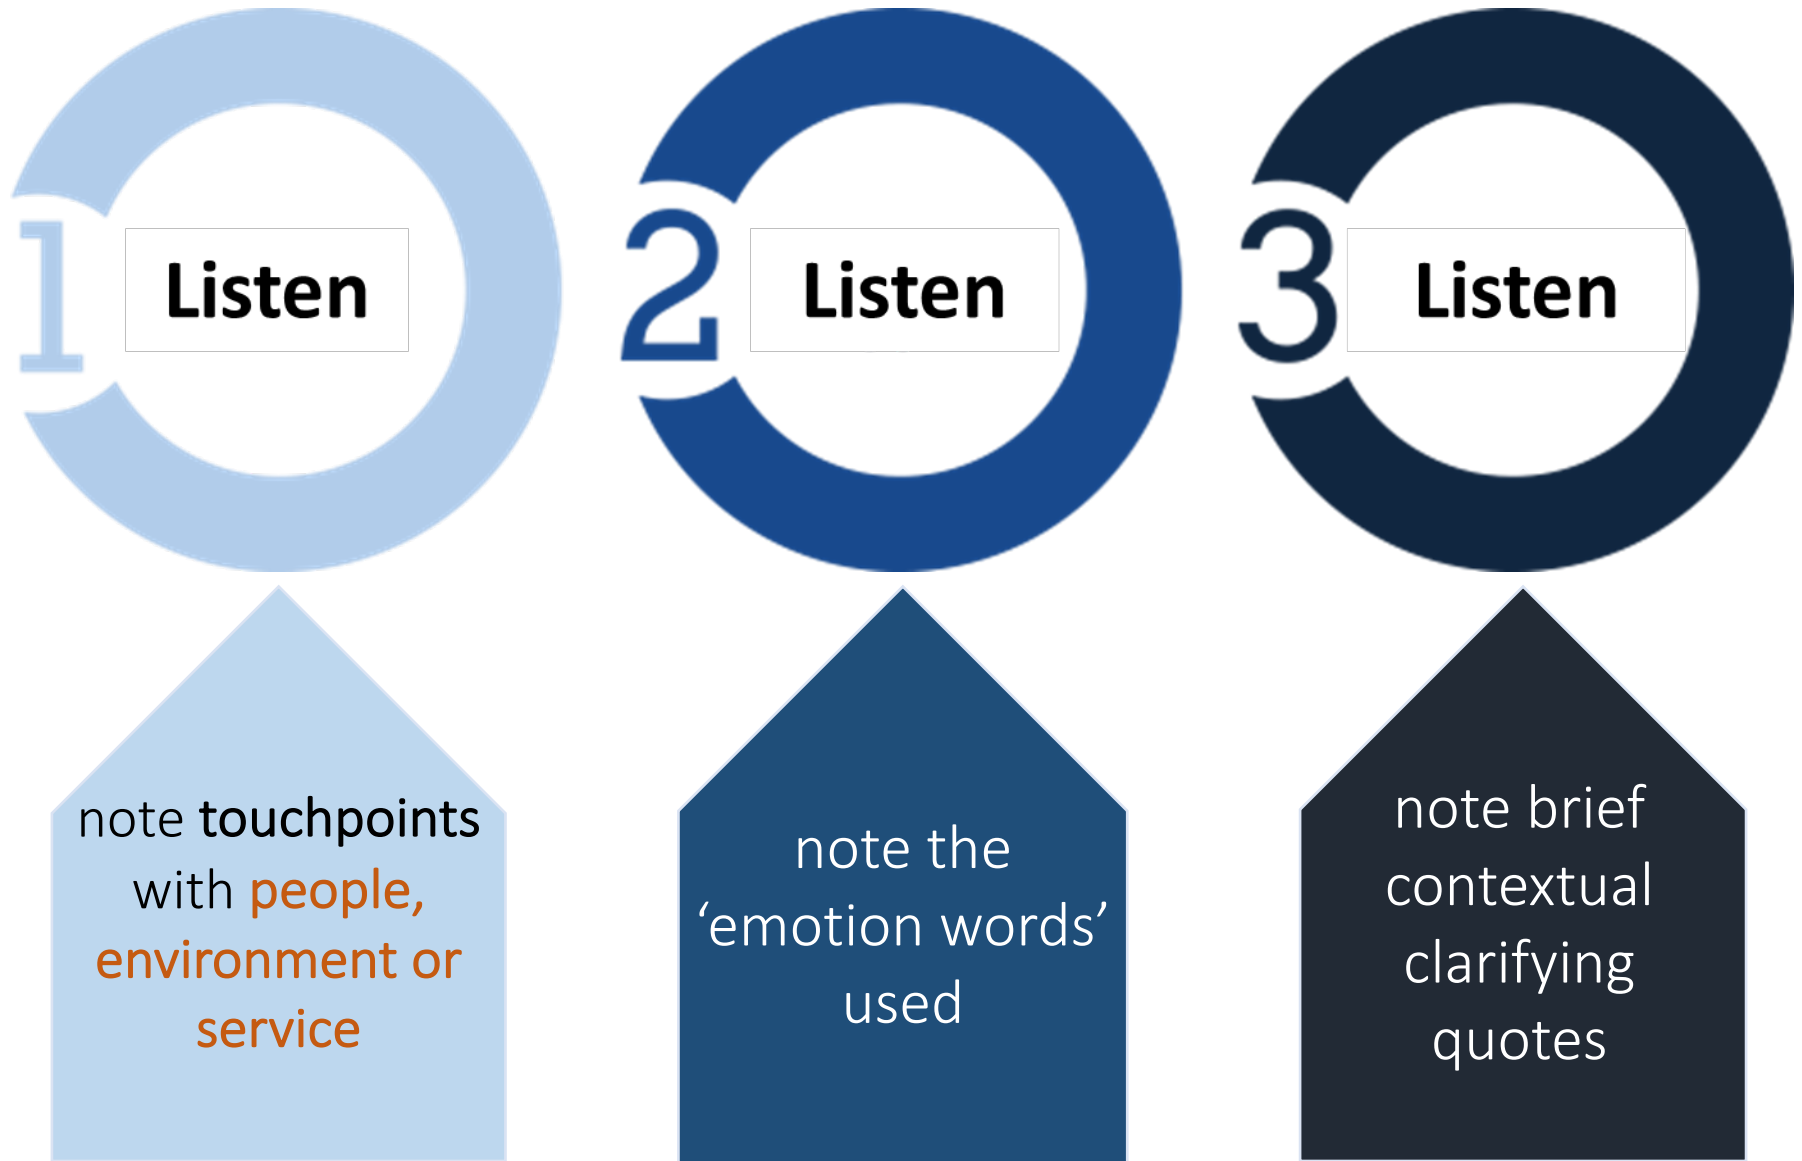 1
Listen
2
Listen
3
Listen
note touchpoints
with people,
environment or
service
note the
‘emotion words’
used
note brief
contextual
clarifying
quotes